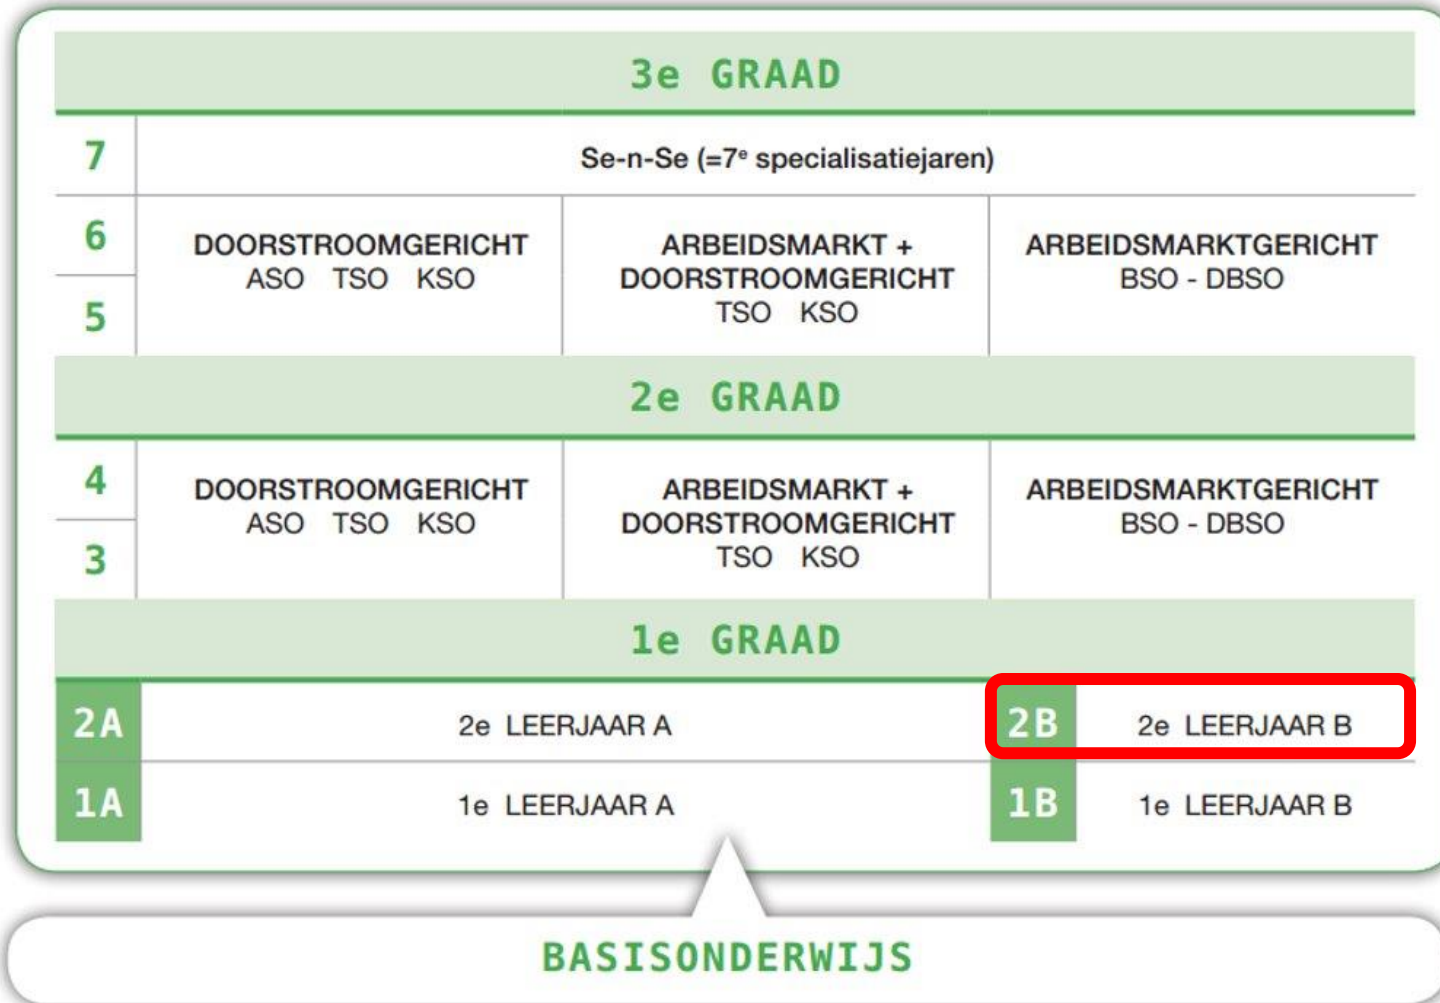 3e GRAAD
7
Se-n-Se (=7e specialisatiejaren)
6
5
DOORSTROOMGERICHT
ASO TSO KSO
ARBEIDSMARKT +
DOORSTROOMGERICHT
TSO KSO
ARBEIDSMARKTGERICHT
BSO - DBSO
2e GRAAD
4
3
DOORSTROOMGERICHT
ASO TSO KSO
ARBEIDSMARKT +
DOORSTROOMGERICHT
TSO KSO
ARBEIDSMARKTGERICHT
BSO - DBSO
1e GRAAD
2A 2e LEERJAAR A 2B 2e LEERJAAR B
1A 1e LEERJAAR A 1B 1e LEERJAAR B
BASISONDERWIJS